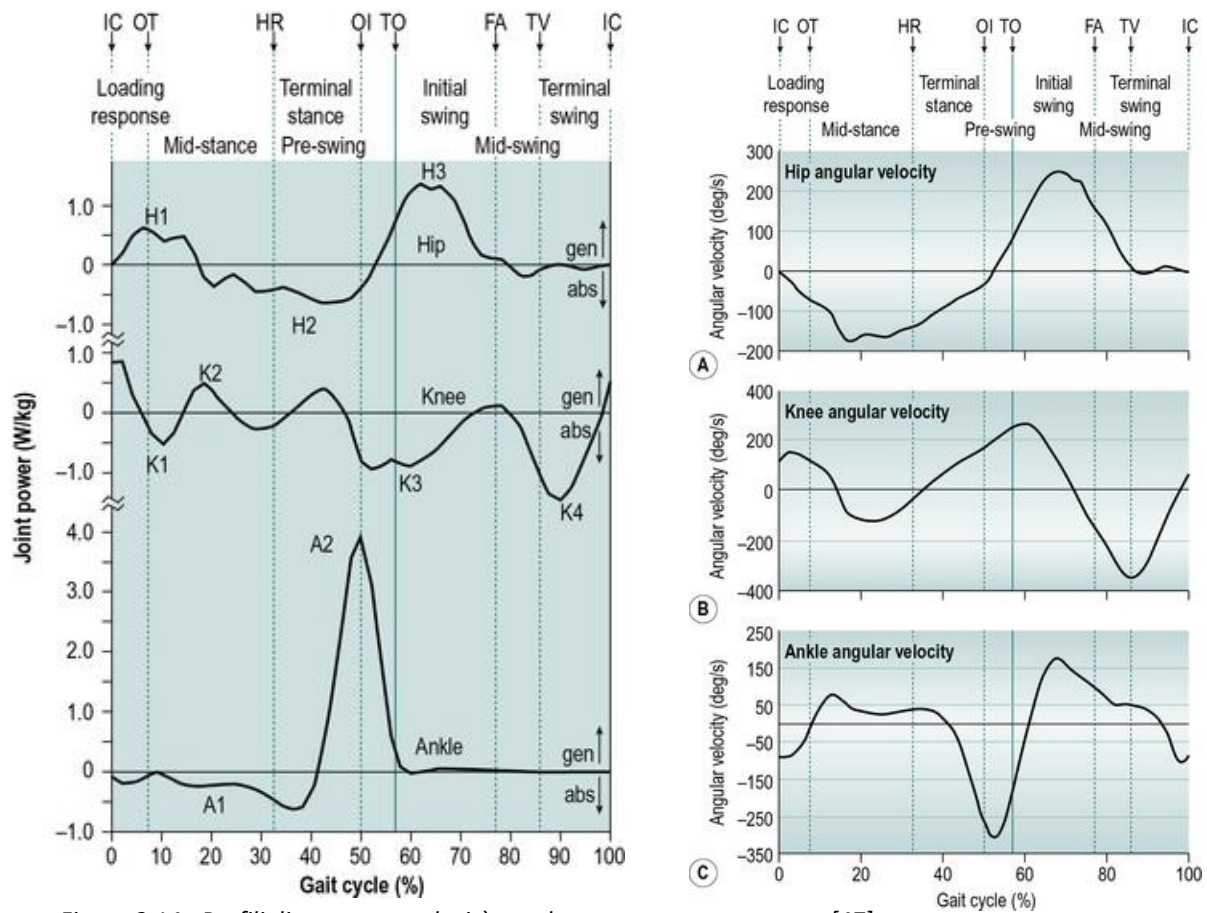 IC OT HR OI TO FA TV IC
Loading response
Terminal stance
Initial swing
Terminal swing
Mid-stance
Pre-swing
Mid-swing
Joint power (W/kg)
1.0
0
–1.0
H1
H2
H3
Hip
gen
abs
1.0
0
–1.0
K1
K2
K3
K4
Knee
gen
abs
4.0
3.0
2.0
1.0
0
–1.0
A1
A2
Ankle
gen
abs
0 10 20 30 40 50 60 70 80 90 100
Gait cycle (%)
IC OT HR OI TO FA TV IC
Loading response
Terminal stance
Initial swing
Terminal swing
Mid-stance
Pre-swing
Mid-swing
Hip angular velocity
Angular velocity (deg/s)
300
200
100
0
–100
–200
A
Knee angular velocity
Angular velocity (deg/s)
400
200
0
–200
–400
B
Ankle angular velocity
Angular velocity (deg/s)
250
150
50
–50
–150
–250
–350
C
0 20 40 60 80 100
Gait cycle (%)